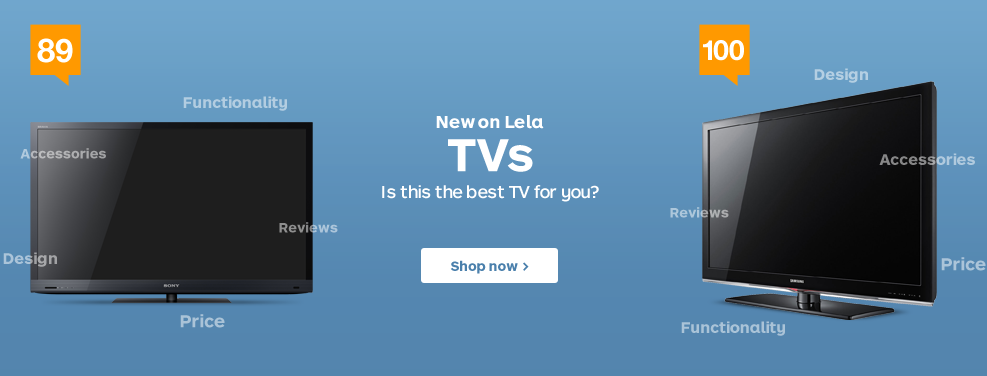 89
Functionality
Accessories
Reviews
Design
SONY
Price
New on Lela
TVs
Is this the best TV for you?
Shop now >
100
Design
Accessories
Reviews
Price
SAMSUNG
Functionality